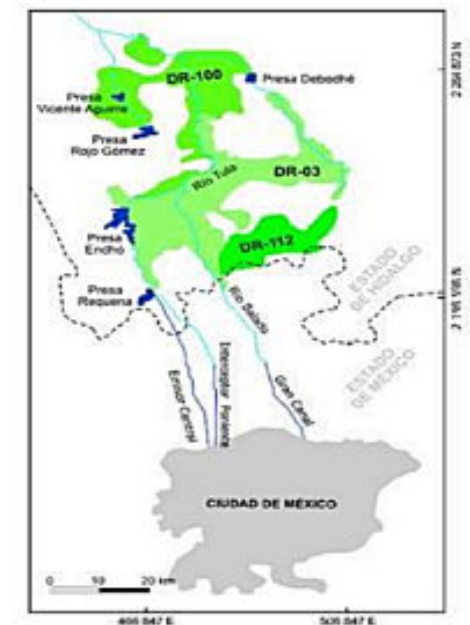 DR-100
Presa Debodhé
Presa
Vicente Aguirre
Presa
Rojo Gómez
Río Tula
DR-03
DR-112
Presa
Endho
Presa
Requena
Río Salado
ESTADO
DE HIDALGO
ESTADO
DE MÉXICO
Emisor Central
Interceptor Poniente
Gran Canal
CIUDAD DE MÉXICO
0 10 20 km